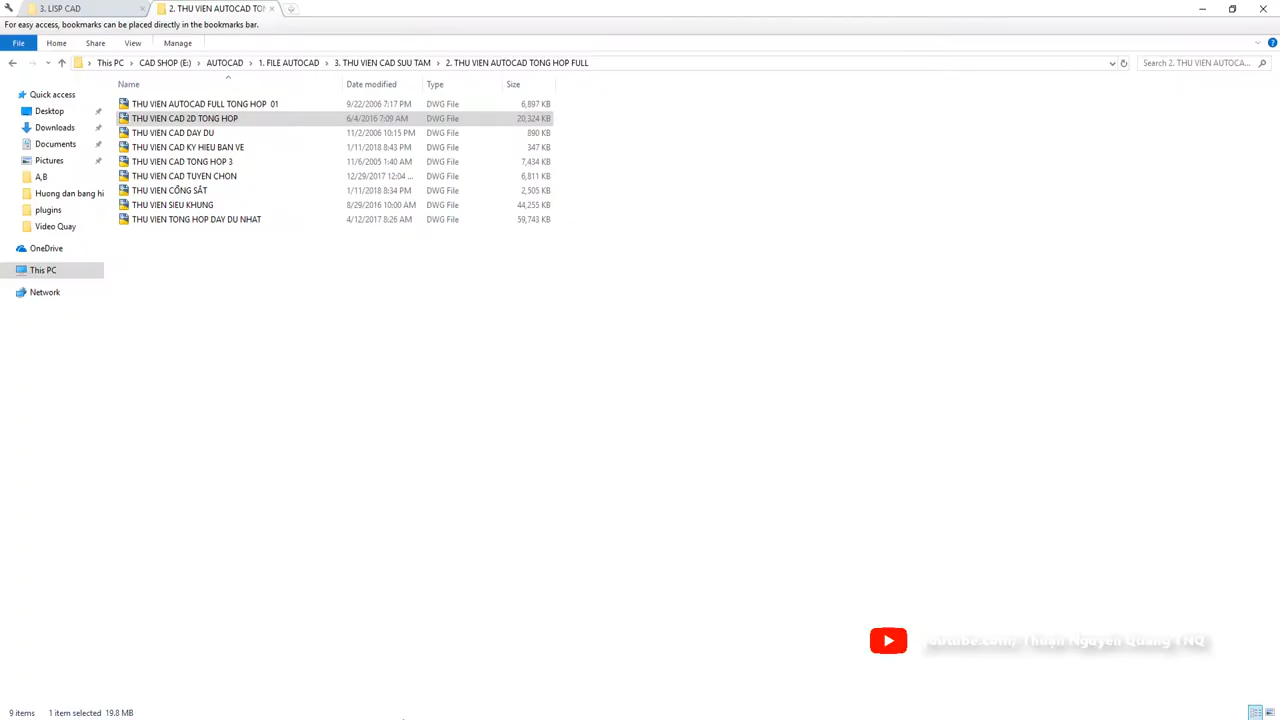 3. LISP CAD
2. THU VIEN AUTOCAD TO
For easy access, bookmarks can be placed directly in the bookmarks bar.
File Home Share View Manage
This PC > CAD SHOP (E:) > AUTOCAD > 1. FILE AUTOCAD > 3. THU VIEN CAD SUU TAM > 2. THU VIEN AUTOCAD TONG HOP FULL
Search 2. THU VIEN AUTOCA...
Name Date modified Type Size
THU VIEN AUTOCAD FULL TONG HOP 01 9/22/2006 7:17 PM DWG File 6,897 KB
THU VIEN CAD 2D TONG HOP 6/4/2016 7:09 AM DWG File 20,324 KB
THU VIEN CAD DAY DU 11/2/2006 10:15 PM DWG File 890 KB
THU VIEN CAD KY HIEU BAN VE 1/11/2018 8:43 PM DWG File 347 KB
THU VIEN CAD TONG HOP 3 11/6/2005 1:40 AM DWG File 7,434 KB
THU VIEN CAD TUYEN CHON 12/29/2017 12:04 ... DWG File 6,811 KB
THU VIEN CỔNG SẮT 1/11/2018 8:34 PM DWG File 2,505 KB
THU VIEN SIEU KHUNG 8/29/2016 10:00 AM DWG File 44,255 KB
THU VIEN TONG HOP DAY DU NHAT 4/12/2017 8:26 AM DWG File 59,743 KB
Quick access
Desktop
Downloads
Documents
Pictures
A,B
Huong dan bang hi
plugins
Video Quay
OneDrive
This PC
Network
youtube.com/ Thuận Nguyễn Quang TNQ
9 items 1 item selected 19.8 MB